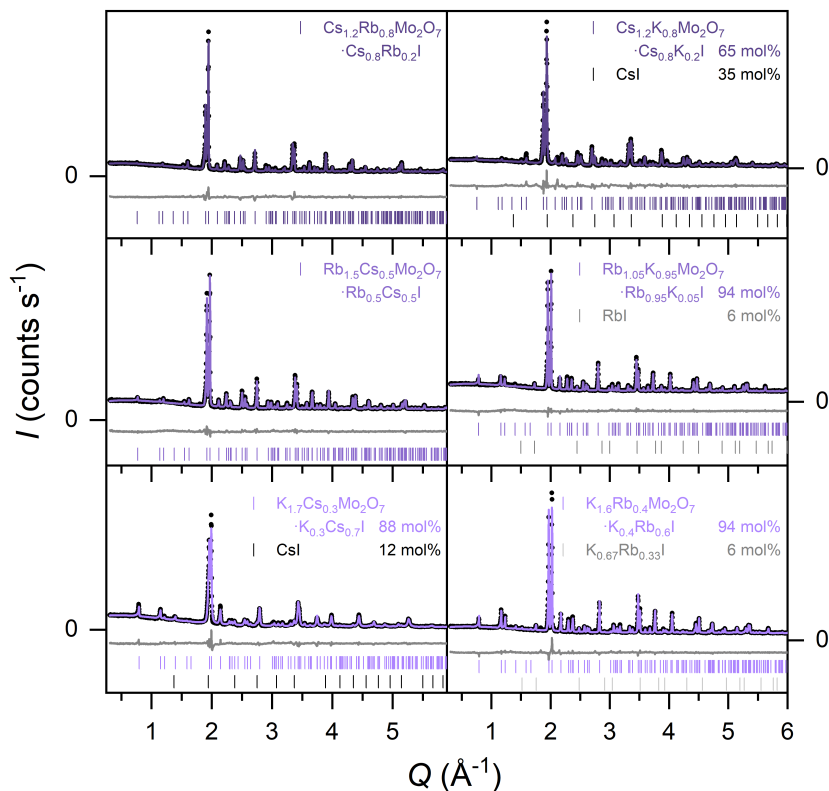 | Cs₁.₂Rb₀.₈Mo₂O₇
·Cs₀.₈Rb₀.₂I
| Cs₁.₂K₀.₈Mo₂O₇
·Cs₀.₈K₀.₂I 65 mol%
| CsI 35 mol%
0
0
| Rb₁.₅Cs₀.₅Mo₂O₇
·Rb₀.₅Cs₀.₅I
| Rb₁.₀₅K₀.₉₅Mo₂O₇
·Rb₀.₉₅K₀.₀₅I 94 mol%
| RbI 6 mol%
0
0
| K₁.₇Cs₀.₃Mo₂O₇
·K₀.₃Cs₀.₇I 88 mol%
| CsI 12 mol%
| K₁.₆Rb₀.₄Mo₂O₇
·K₀.₄Rb₀.₆I 94 mol%
| K₀.₆₇Rb₀.₃₃I 6 mol%
0
0
I (counts s⁻¹)
1 2 3 4 5 1 2 3 4 5 6
Q (Å⁻¹)